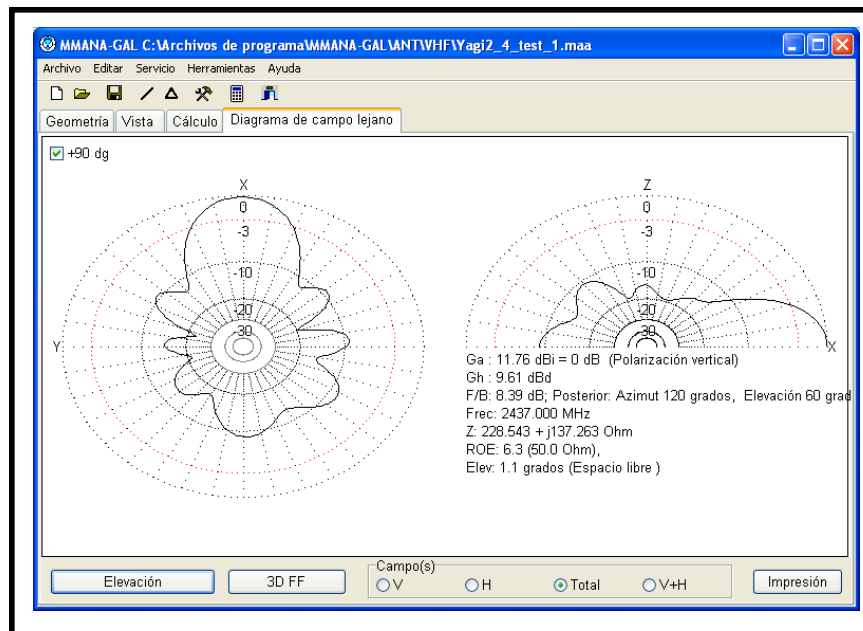 MMANA-GAL C:\Archivos de programa\MMANA-GAL\ANT\VHF\Yagi2_4_test_1.maa
Archivo Editar Servicio Herramientas Ayuda
Geometría Vista Cálculo Diagrama de campo lejano
+90 dg
X
0
-3
-10
-20
-30
Y
Z
0
-3
-10
-20
-30
X
Ga : 11.76 dBi = 0 dB (Polarización vertical)
Gh : 9.61 dBd
F/B: 8.39 dB; Posterior: Azimut 120 grados, Elevación 60 grad
Frec: 2437.000 MHz
Z: 228.543 + j137.263 Ohm
ROE: 6.3 (50.0 Ohm),
Elev: 1.1 grados (Espacio libre )
Elevación
3D FF
Campo(s)
V H Total V+H
Impresión